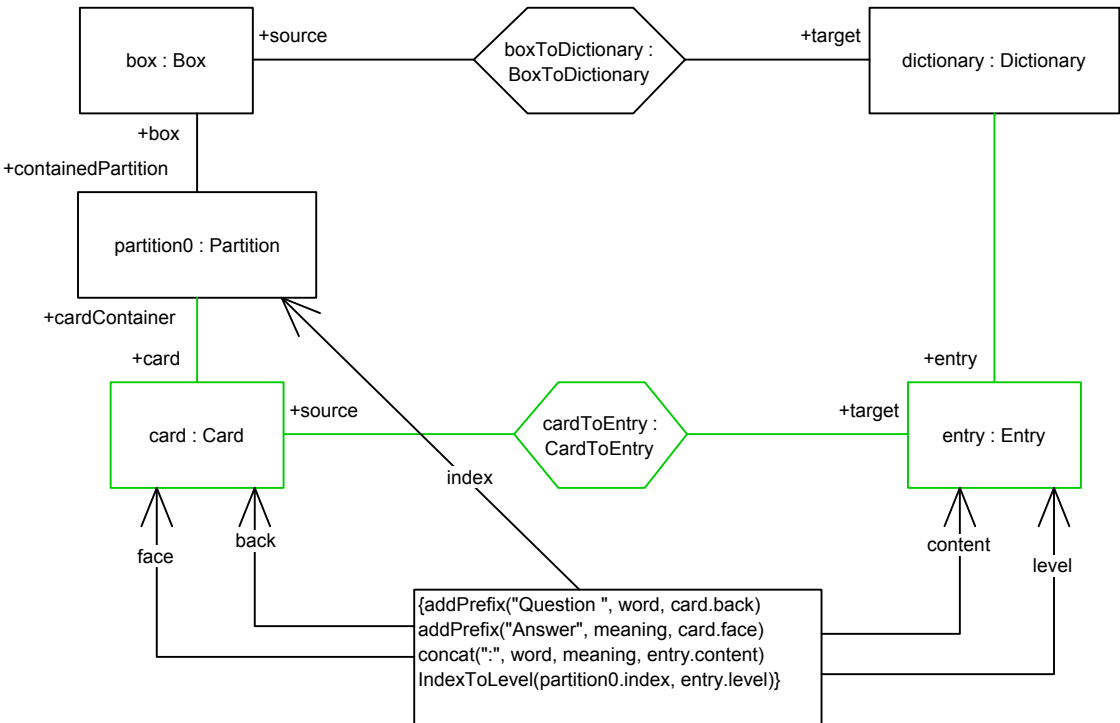 +source
+target
box : Box
boxToDictionary :
BoxToDictionary
dictionary : Dictionary
+box
+containedPartition
partition0 : Partition
+cardContainer
+card
+entry
+source
+target
card : Card
cardToEntry :
CardToEntry
entry : Entry
index
face
back
content
level
{addPrefix("Question ", word, card.back)
addPrefix("Answer", meaning, card.face)
concat(":", word, meaning, entry.content)
IndexToLevel(partition0.index, entry.level)}